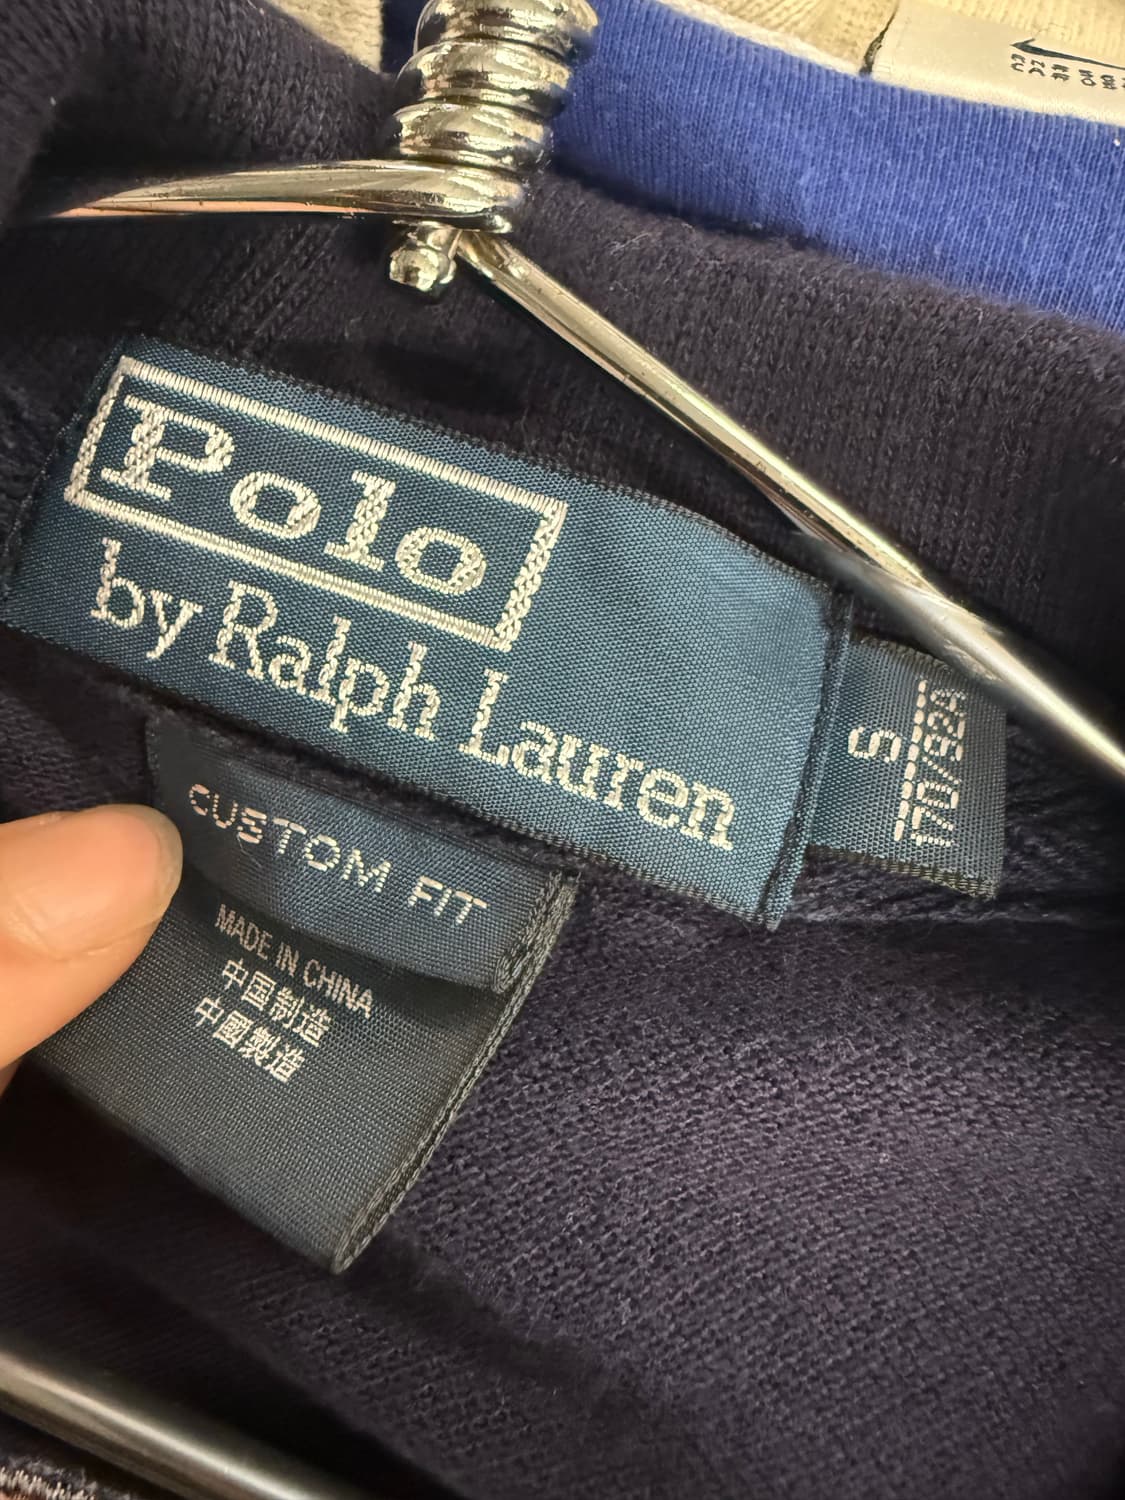 Polo
by Ralph Lauren
S
170/92A
CUSTOM FIT
MADE IN CHINA
中国制造
中國製造